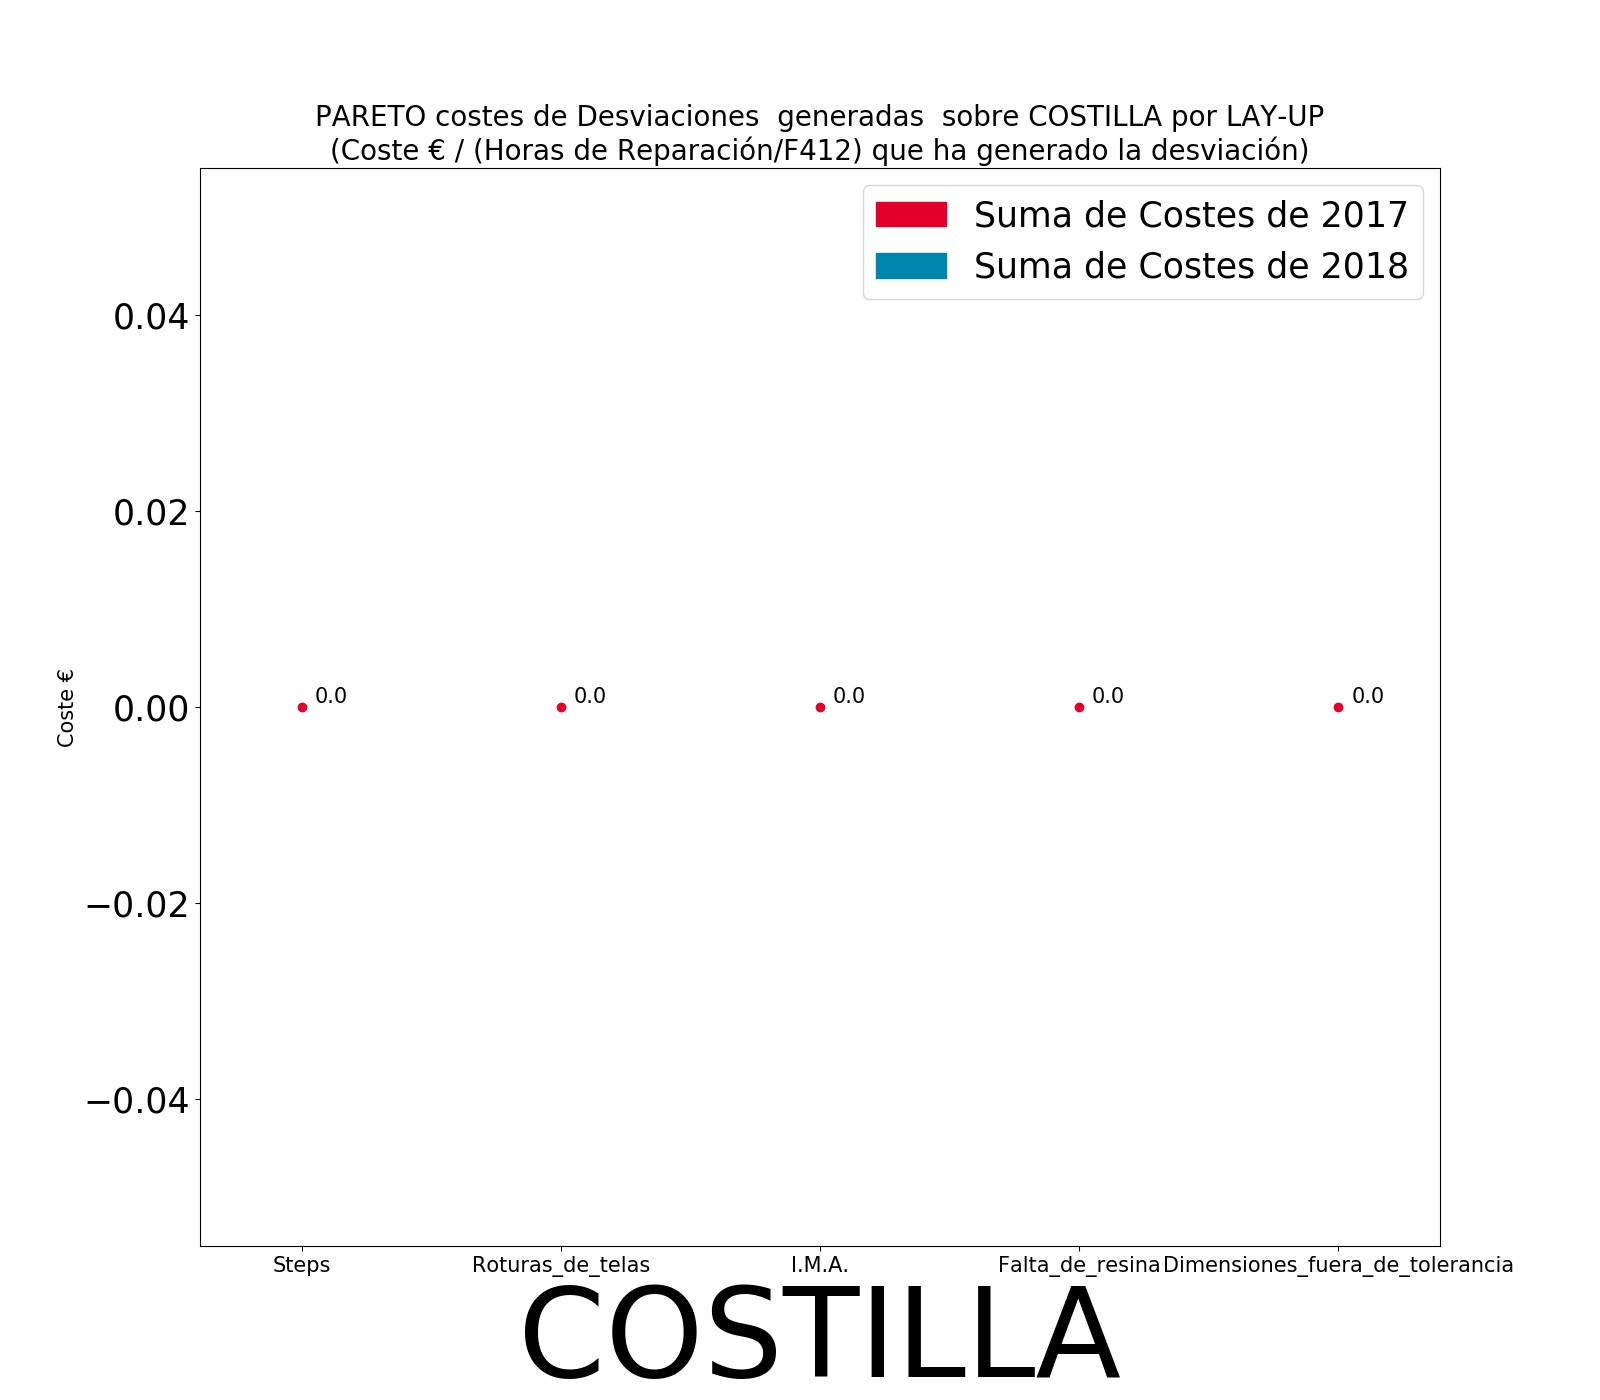 PARETO costes de Desviaciones  generadas  sobre COSTILLA por LAY-UP
(Coste € / (Horas de Reparación/F412) que ha generado la desviación)
Suma de Costes de 2017
Suma de Costes de 2018
0.04
0.02
0.00
−0.02
−0.04
Coste €
0.0
0.0
0.0
0.0
0.0
Steps
Roturas_de_telas
I.M.A.
Falta_de_resina
Dimensiones_fuera_de_tolerancia
COSTILLA